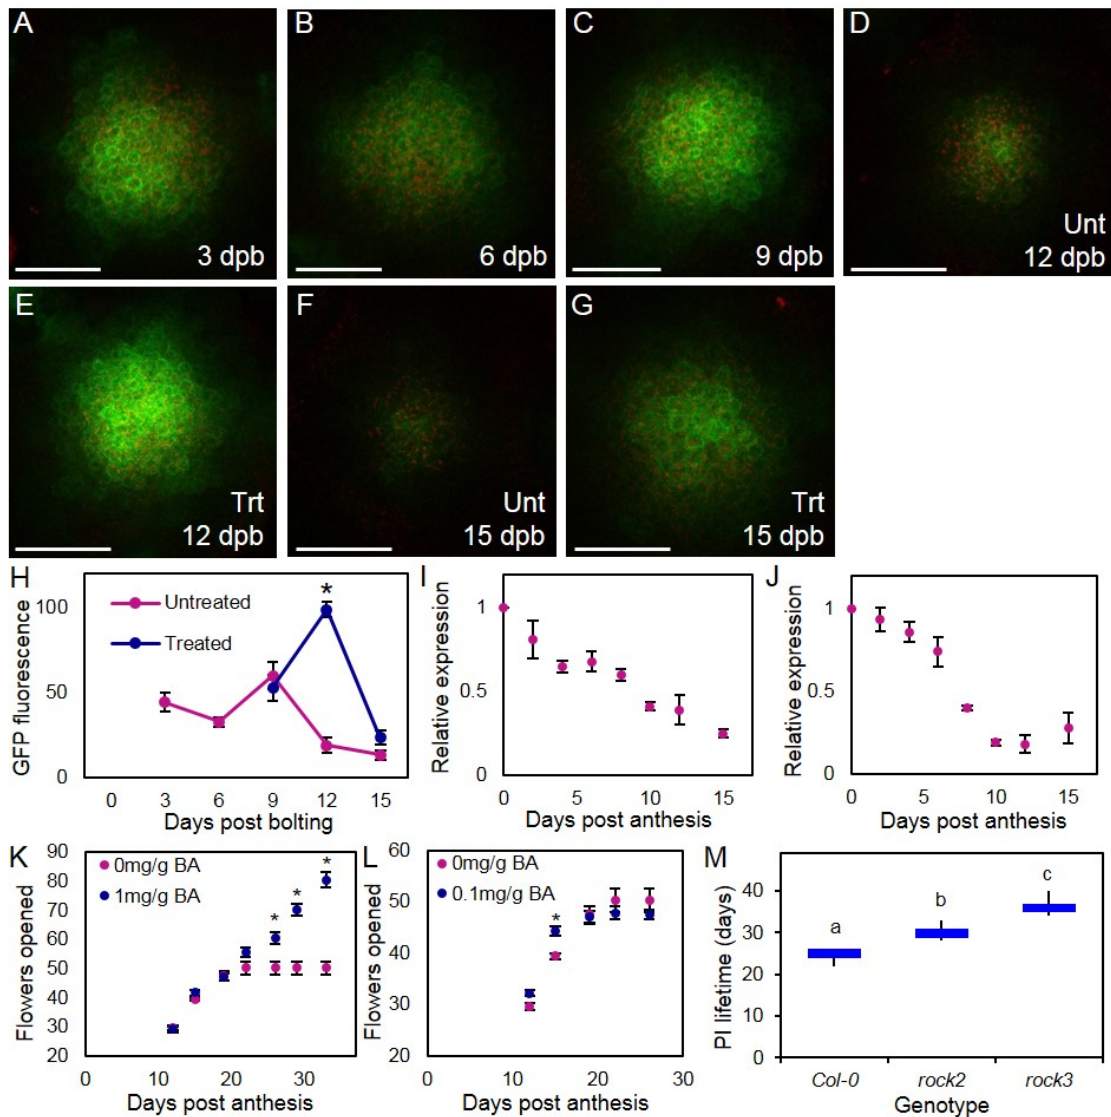 A
3 dpb
B
6 dpb
C
9 dpb
D
Unt
12 dpb
E
Trt
12 dpb
F
Unt
15 dpb
G
Trt
15 dpb
H
GFP fluorescence
100
50
0
Untreated
Treated
*
0 3 6 9 12 15
Days post bolting
I
Relative expression
1
0.5
0
0 5 10 15
Days post anthesis
J
Relative expression
1
0.5
0
0 5 10 15
Days post anthesis
K
Flowers opened
90
80
70
60
50
40
30
20
0mg/g BA
1mg/g BA
* * *
0 10 20 30
Days post anthesis
L
Flowers opened
60
50
40
30
20
0mg/g BA
0.1mg/g BA
*
0 10 20 30
Days post anthesis
M
PI lifetime (days)
40
30
20
10
0
a b c
Col-0 rock2 rock3
Genotype